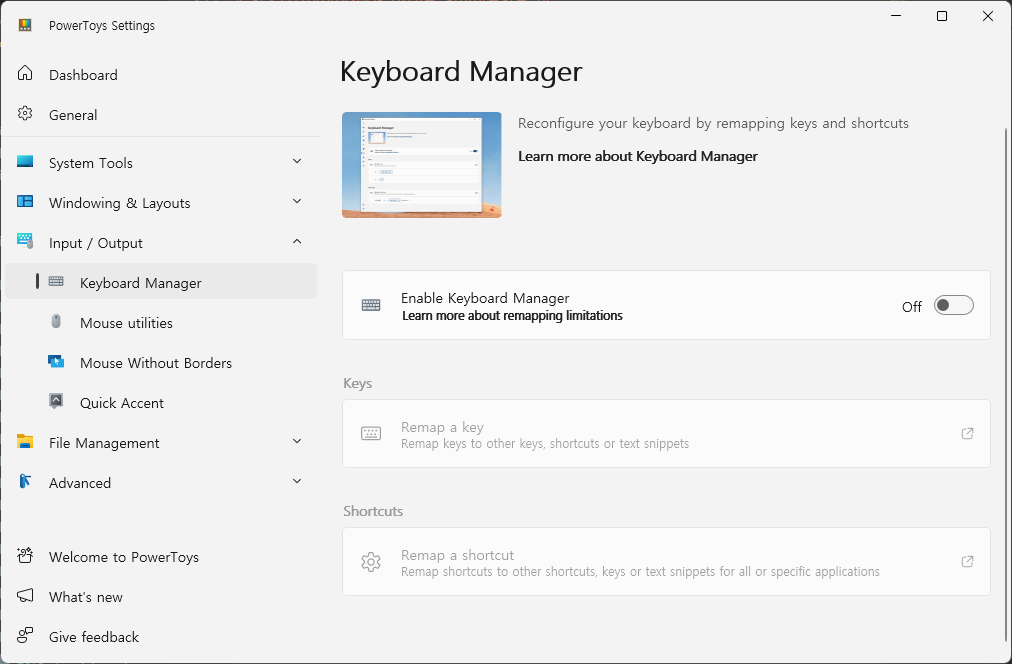 PowerToys Settings
Dashboard
General
System Tools
Windowing & Layouts
Input / Output
Keyboard Manager
Mouse utilities
Mouse Without Borders
Quick Accent
File Management
Advanced
Welcome to PowerToys
What's new
Give feedback
Keyboard Manager
Reconfigure your keyboard by remapping keys and shortcuts
Learn more about Keyboard Manager
Enable Keyboard Manager
Learn more about remapping limitations
Off
Keys
Remap a key
Remap keys to other keys, shortcuts or text snippets
Shortcuts
Remap a shortcut
Remap shortcuts to other shortcuts, keys or text snippets for all or specific applications